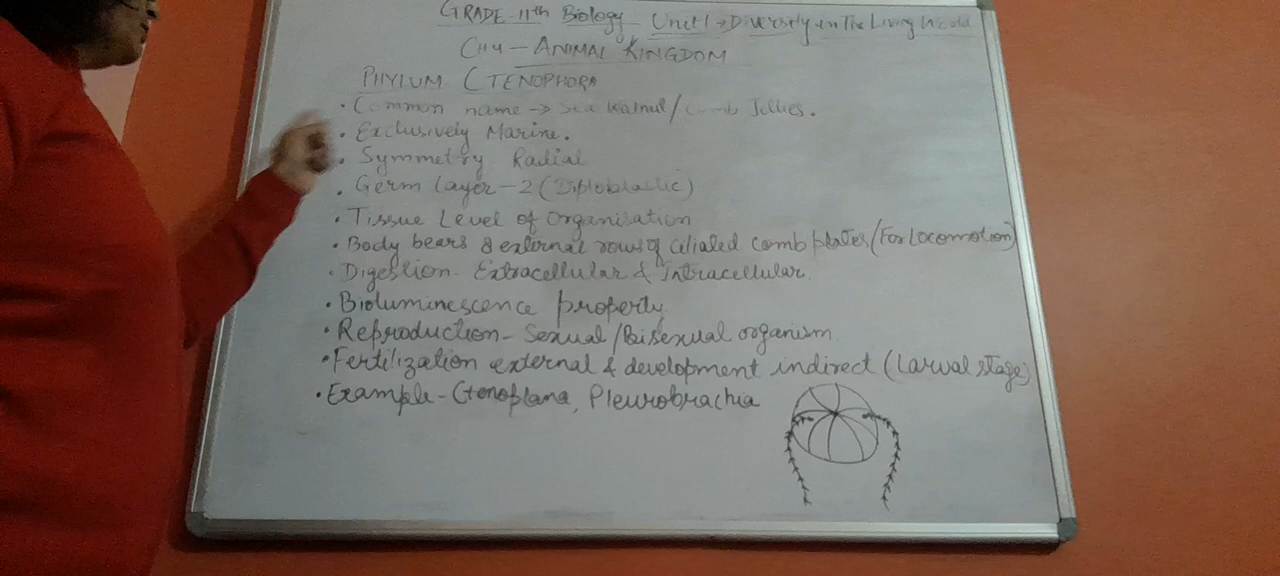 GRADE-11th Biology Unit 1 → Diversity in The Living World
CH4 - ANIMAL KINGDOM
PHYLUM CTENOPHORA
• Common name → Sea Walnut/Comb Jellies.
• Exclusively Marine.
• Symmetry Radial
• Germ layer - 2 (Diploblastic)
• Tissue Level of Organisation
• Body bears 8 external rows of ciliated comb plates (For Locomotion)
• Digestion - Extracellular & Intracellular.
• Bioluminescence property
• Reproduction - Sexual/Bisexual organism
• Fertilization external & development indirect (Larval stage)
• Example - Ctenoplana, Pleurobrachia